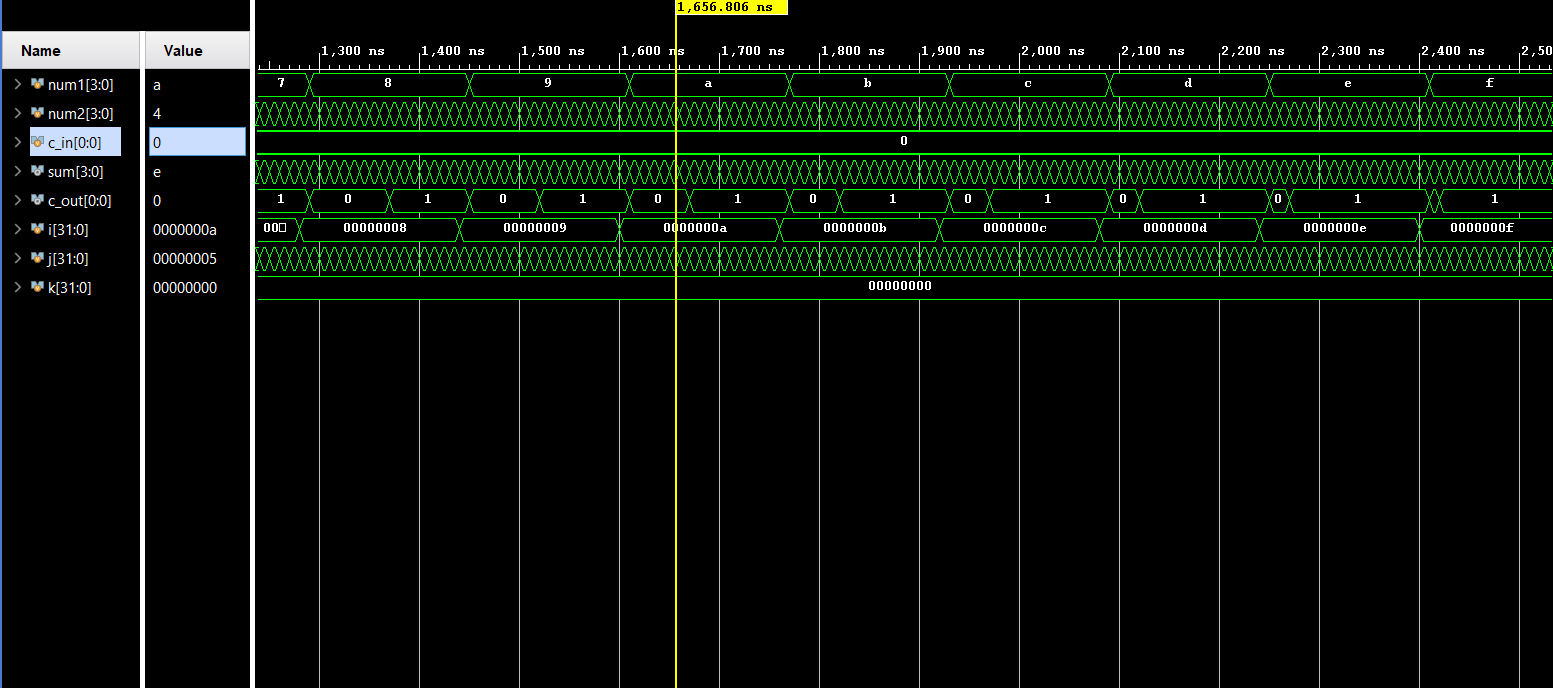 1,656.806 ns
Name Value 1,300 ns 1,400 ns 1,500 ns 1,600 ns 1,700 ns 1,800 ns 1,900 ns 2,000 ns 2,100 ns 2,200 ns 2,300 ns 2,400 ns 2,50
num1[3:0] a 7 8 9 a b c d e f
num2[3:0] 4
c_in[0:0] 0 0
sum[3:0] e
c_out[0:0] 0 1 0 1 0 1 0 1 0 1 0 1 0 1 0 1 1
i[31:0] 0000000a 00□ 00000008 00000009 0000000a 0000000b 0000000c 0000000d 0000000e 0000000f
j[31:0] 00000005
k[31:0] 00000000 00000000